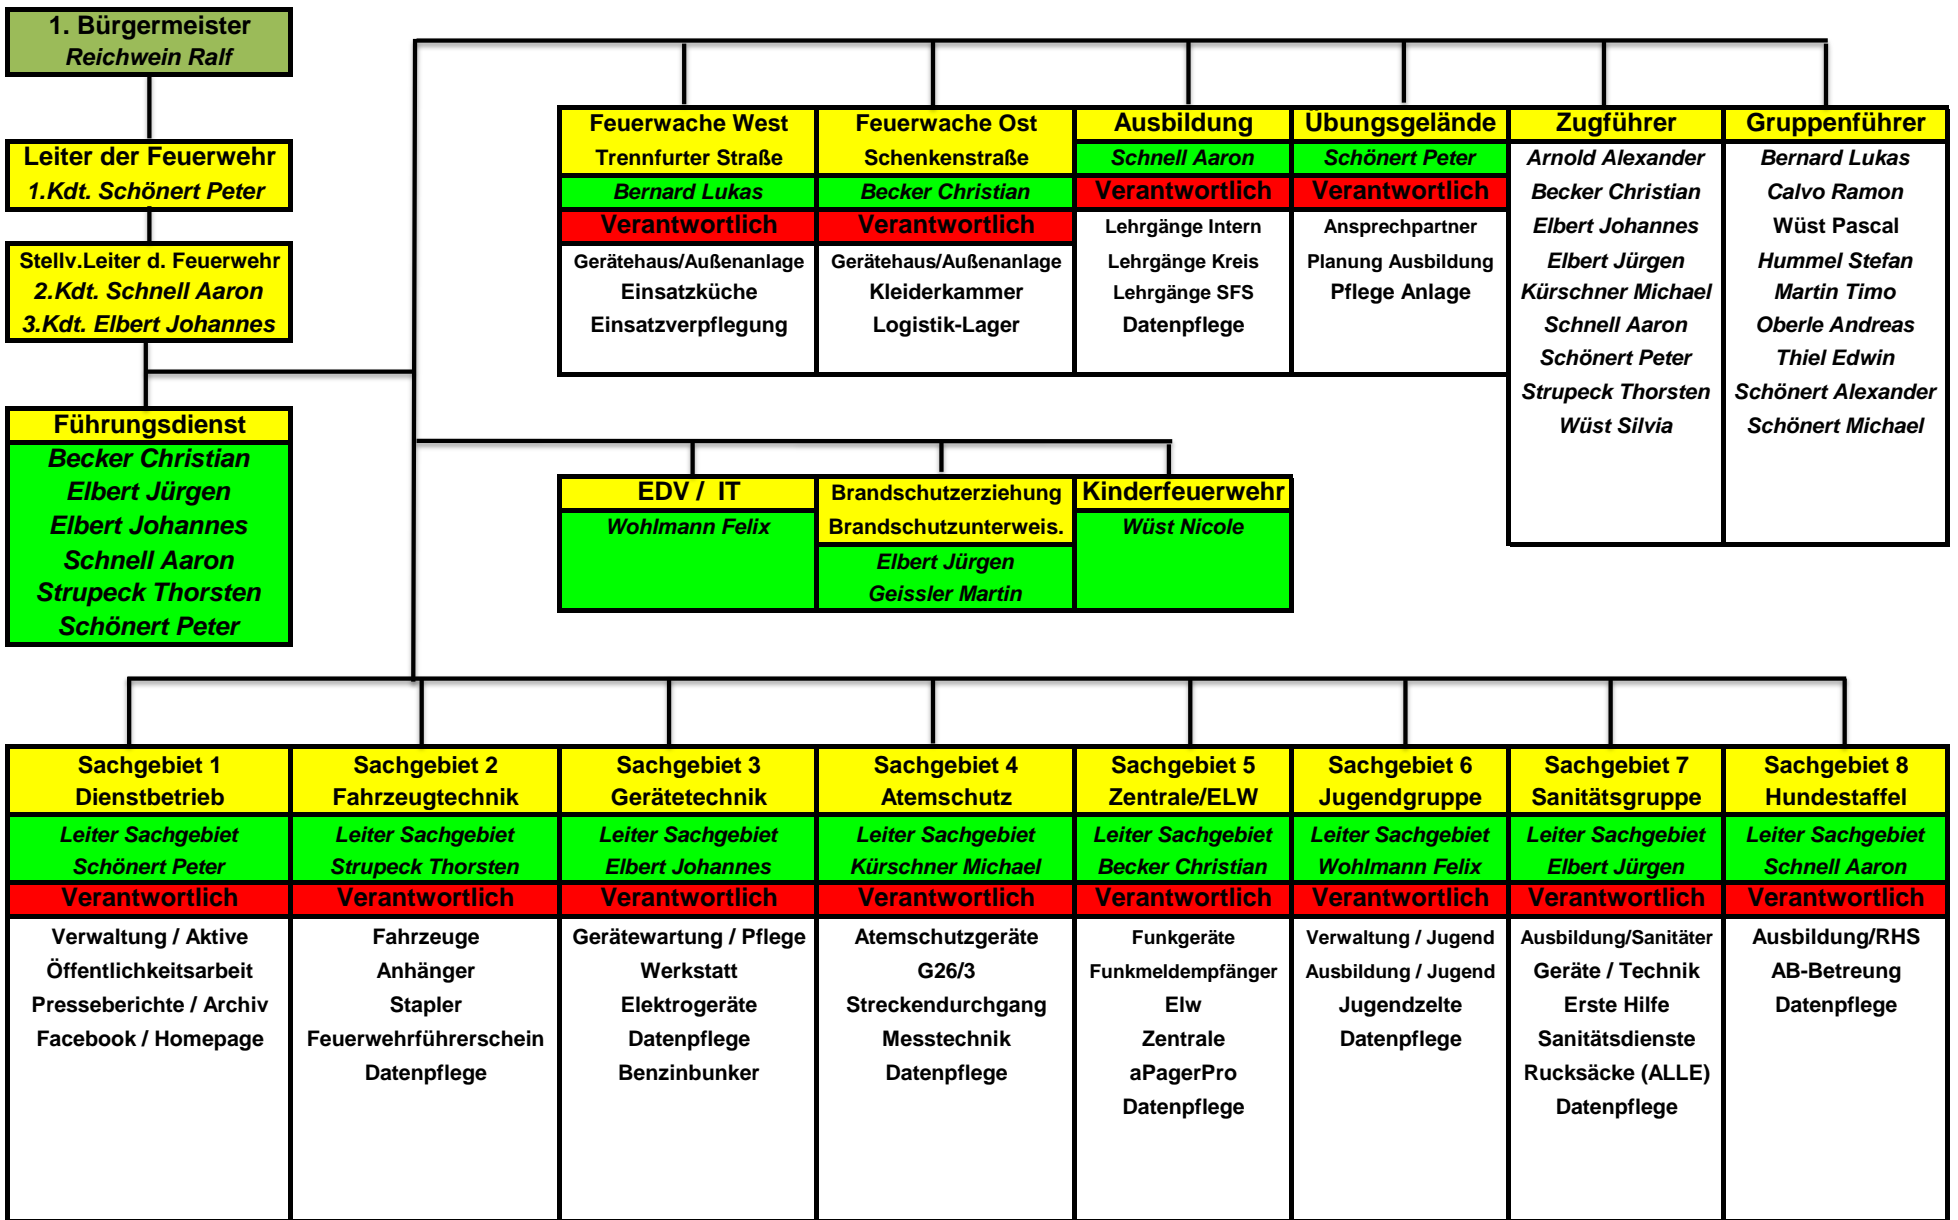 1. Bürgermeister
Reichwein Ralf
Leiter der Feuerwehr
1.Kdt. Schönert Peter
Stellv.Leiter d. Feuerwehr
2.Kdt. Schnell Aaron
3.Kdt. Elbert Johannes
Führungsdienst
Becker Christian
Elbert Jürgen
Elbert Johannes
Schnell Aaron
Strupeck Thorsten
Schönert Peter
Feuerwache West
Trennfurter Straße
Bernard Lukas
Verantwortlich
Gerätehaus/Außenanlage
Einsatzküche
Einsatzverpflegung
Feuerwache Ost
Schenkenstraße
Becker Christian
Verantwortlich
Gerätehaus/Außenanlage
Kleiderkammer
Logistik-Lager
Ausbildung
Schnell Aaron
Verantwortlich
Lehrgänge Intern
Lehrgänge Kreis
Lehrgänge SFS
Datenpflege
Übungsgelände
Schönert Peter
Verantwortlich
Ansprechpartner
Planung Ausbildung
Pflege Anlage
Zugführer
Arnold Alexander
Becker Christian
Elbert Johannes
Elbert Jürgen
Kürschner Michael
Schnell Aaron
Schönert Peter
Strupeck Thorsten
Wüst Silvia
Gruppenführer
Bernard Lukas
Calvo Ramon
Wüst Pascal
Hummel Stefan
Martin Timo
Oberle Andreas
Thiel Edwin
Schönert Alexander
Schönert Michael
EDV / IT
Wohlmann Felix
Brandschutzerziehung
Brandschutzunterweis.
Elbert Jürgen
Geissler Martin
Kinderfeuerwehr
Wüst Nicole
Sachgebiet 1
Dienstbetrieb
Leiter Sachgebiet
Schönert Peter
Verantwortlich
Verwaltung / Aktive
Öffentlichkeitsarbeit
Presseberichte / Archiv
Facebook / Homepage
Sachgebiet 2
Fahrzeugtechnik
Leiter Sachgebiet
Strupeck Thorsten
Verantwortlich
Fahrzeuge
Anhänger
Stapler
Feuerwehrführerschein
Datenpflege
Sachgebiet 3
Gerätetechnik
Leiter Sachgebiet
Elbert Johannes
Verantwortlich
Gerätewartung / Pflege
Werkstatt
Elektrogeräte
Datenpflege
Benzinbunker
Sachgebiet 4
Atemschutz
Leiter Sachgebiet
Kürschner Michael
Verantwortlich
Atemschutzgeräte
G26/3
Streckendurchgang
Messtechnik
Datenpflege
Sachgebiet 5
Zentrale/ELW
Leiter Sachgebiet
Becker Christian
Verantwortlich
Funkgeräte
Funkmeldempfänger
Elw
Zentrale
aPagerPro
Datenpflege
Sachgebiet 6
Jugendgruppe
Leiter Sachgebiet
Wohlmann Felix
Verantwortlich
Verwaltung / Jugend
Ausbildung / Jugend
Jugendzelte
Datenpflege
Sachgebiet 7
Sanitätsgruppe
Leiter Sachgebiet
Elbert Jürgen
Verantwortlich
Ausbildung/Sanitäter
Geräte / Technik
Erste Hilfe
Sanitätsdienste
Rucksäcke (ALLE)
Datenpflege
Sachgebiet 8
Hundestaffel
Leiter Sachgebiet
Schnell Aaron
Verantwortlich
Ausbildung/RHS
AB-Betreung
Datenpflege